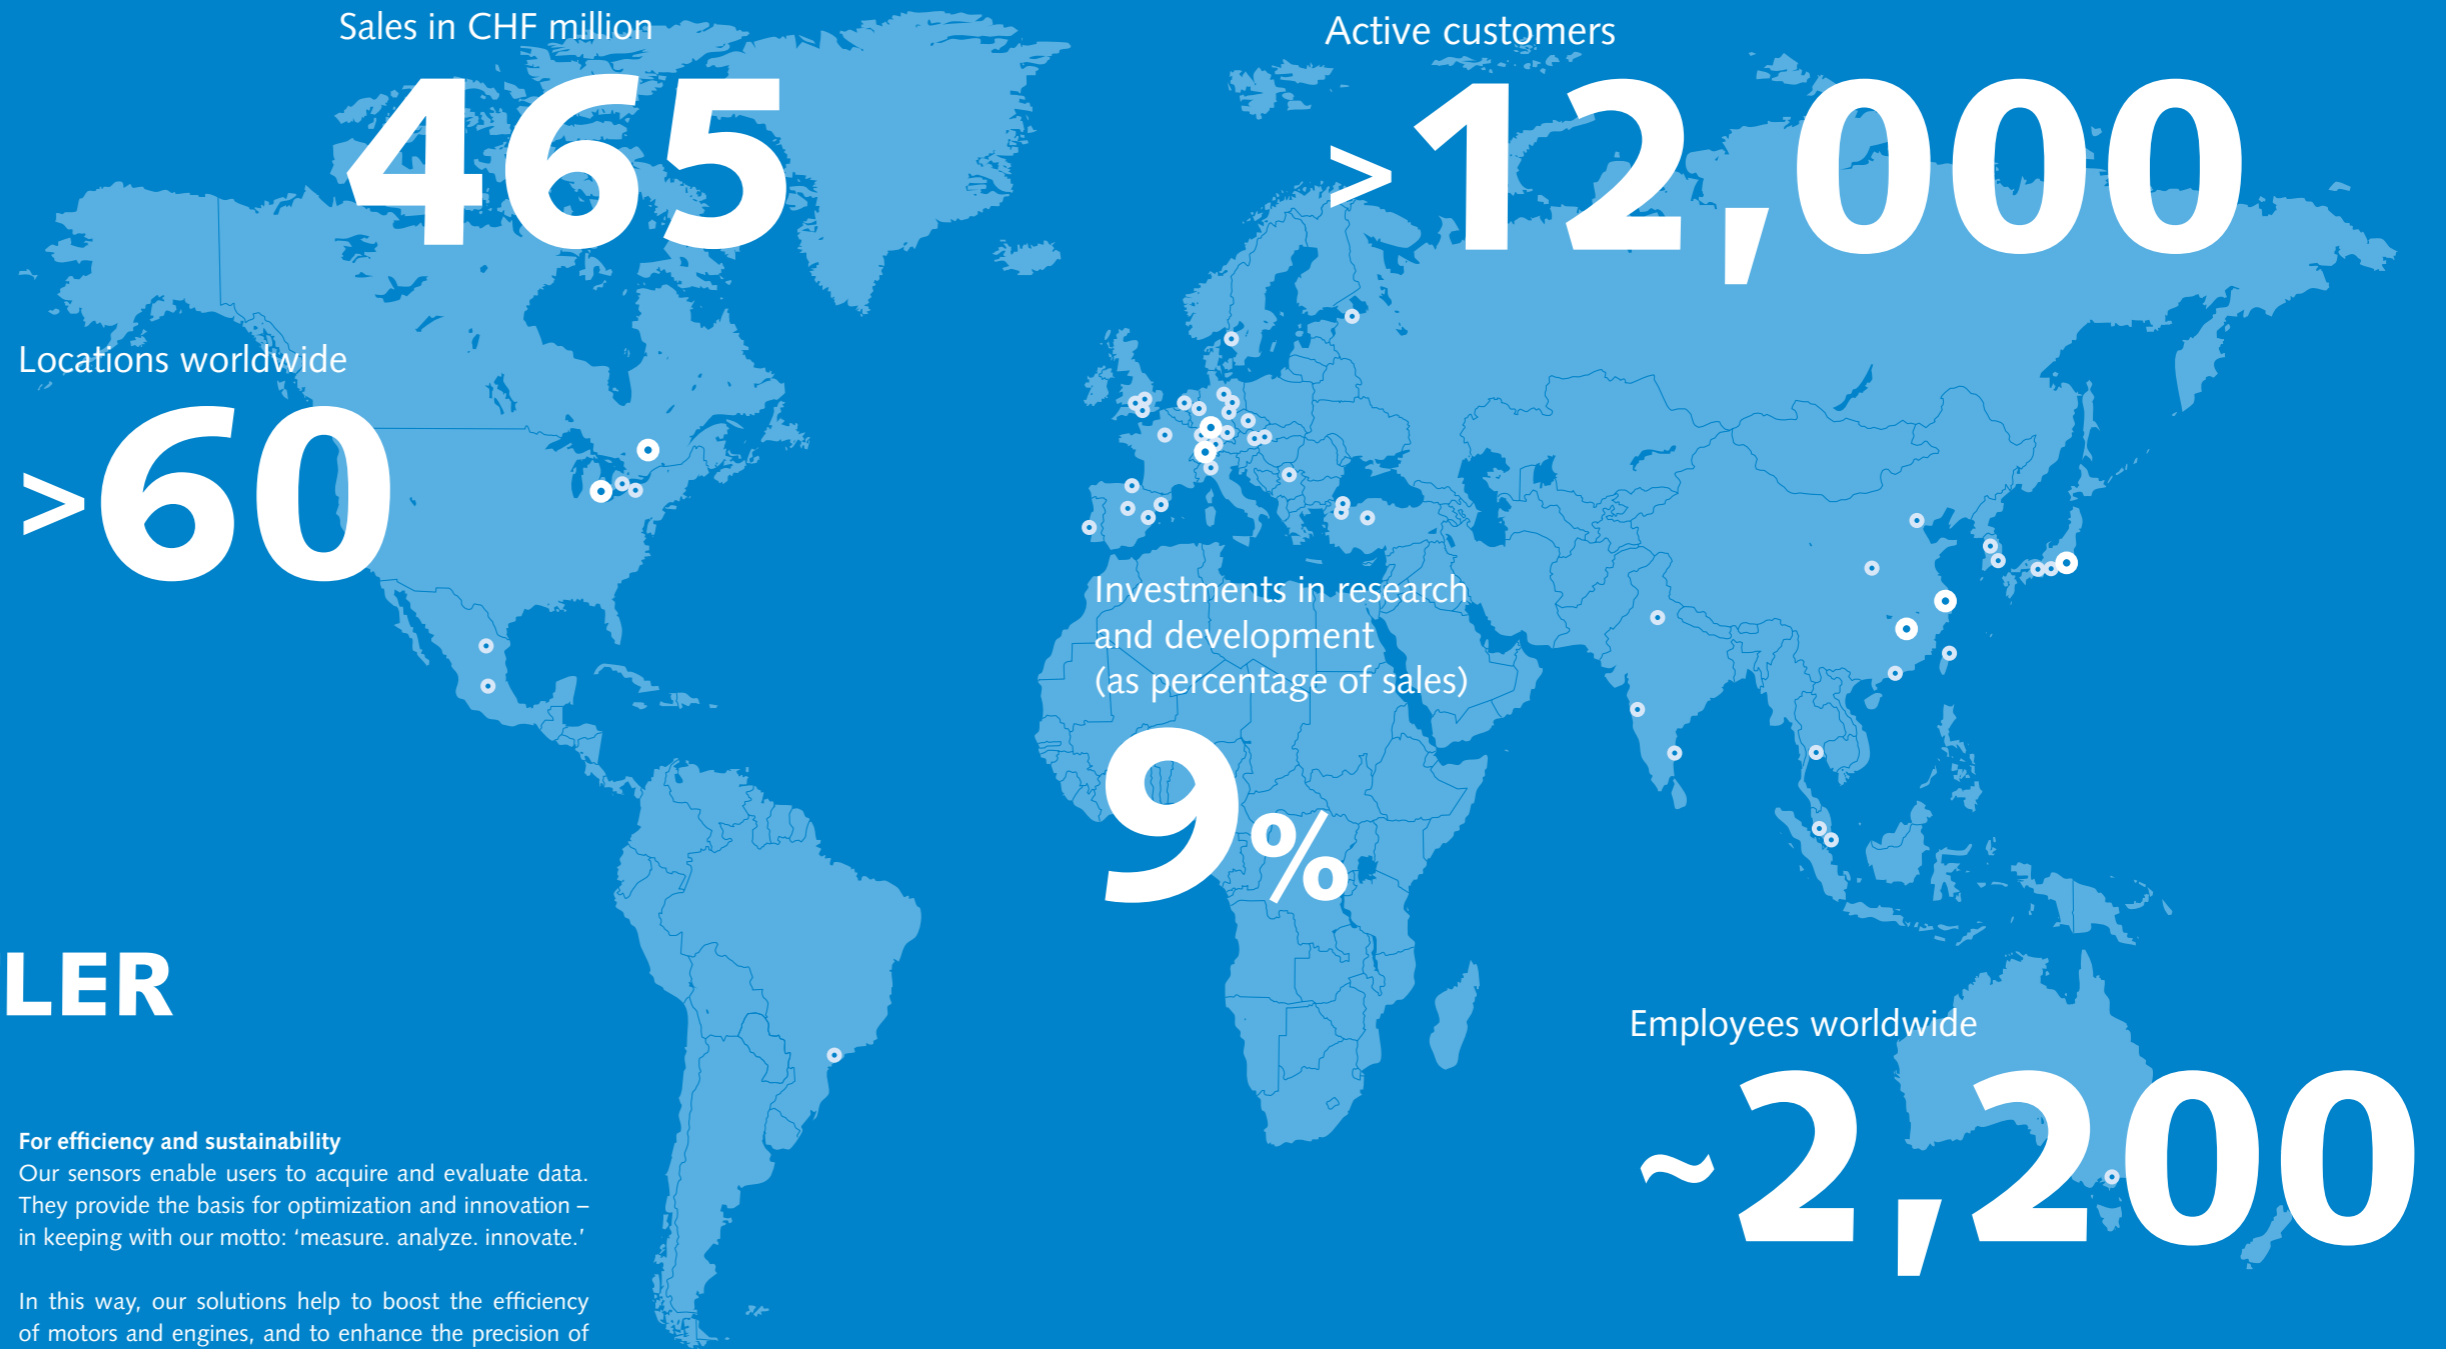 Sales in CHF million
465
Active customers
>12,000
Locations worldwide
>60
Investments in research
and development
(as percentage of sales)
9%
LER
Employees worldwide
~2,200
For efficiency and sustainability
Our sensors enable users to acquire and evaluate data.
They provide the basis for optimization and innovation –
in keeping with our motto: ‘measure. analyze. innovate.’
In this way, our solutions help to boost the efficiency
of motors and engines, and to enhance the precision of